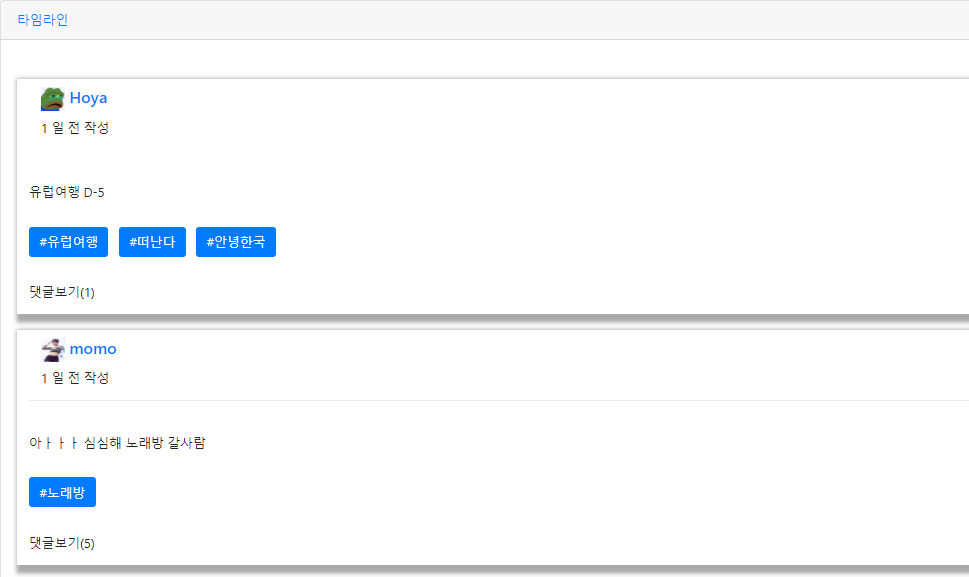 타임라인
Hoya
1 일 전 작성
유럽여행 D-5
#유럽여행 #떠난다 #안녕한국
댓글보기(1)
momo
1 일 전 작성
아ㅏㅏㅏ 심심해 노래방 갈사람
#노래방
댓글보기(5)